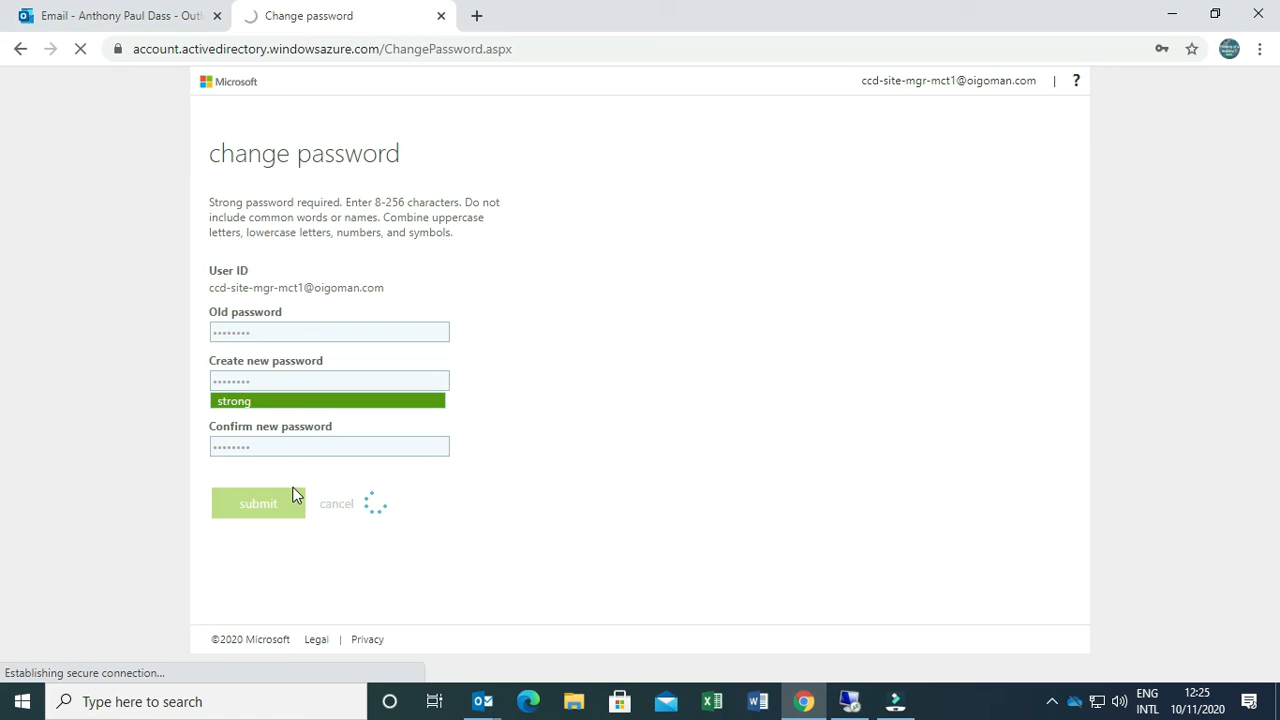 Email - Anthony Paul Dass - Outl
Change password
account.activedirectory.windowsazure.com/ChangePassword.aspx
Microsoft
ccd-site-mgr-mct1@oigoman.com | ?
change password
Strong password required. Enter 8-256 characters. Do not
include common words or names. Combine uppercase
letters, lowercase letters, numbers, and symbols.
User ID
ccd-site-mgr-mct1@oigoman.com
Old password
••••••••
Create new password
••••••••
strong
Confirm new password
••••••••
submit cancel
©2020 Microsoft Legal | Privacy
Establishing secure connection...
Type here to search
ENG
INTL
12:25
10/11/2020